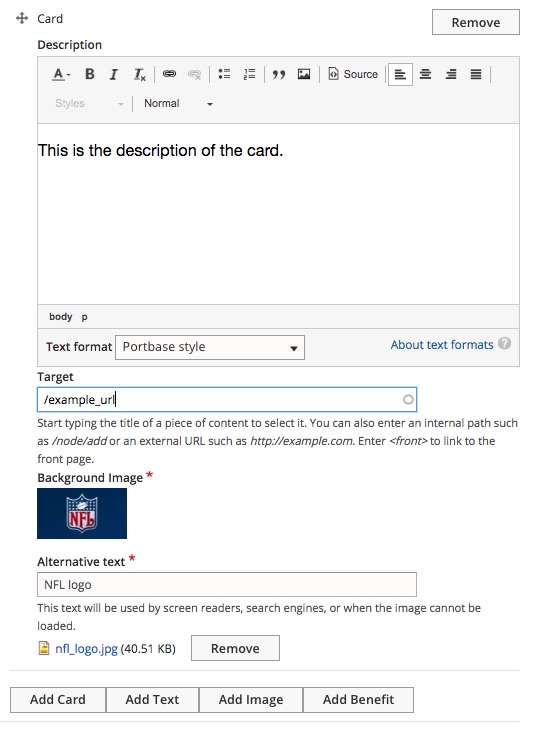 Card
Remove
Description
A B I Tx Source
Styles Normal
This is the description of the card.
body p
Text format Portbase style About text formats ?
Target
/example_url
Start typing the title of a piece of content to select it. You can also enter an internal path such
as /node/add or an external URL such as http://example.com. Enter <front> to link to the
front page.
Background Image *
NFL
Alternative text *
NFL logo
This text will be used by screen readers, search engines, or when the image cannot be
loaded.
nfl_logo.jpg (40.51 KB) Remove
Add Card Add Text Add Image Add Benefit